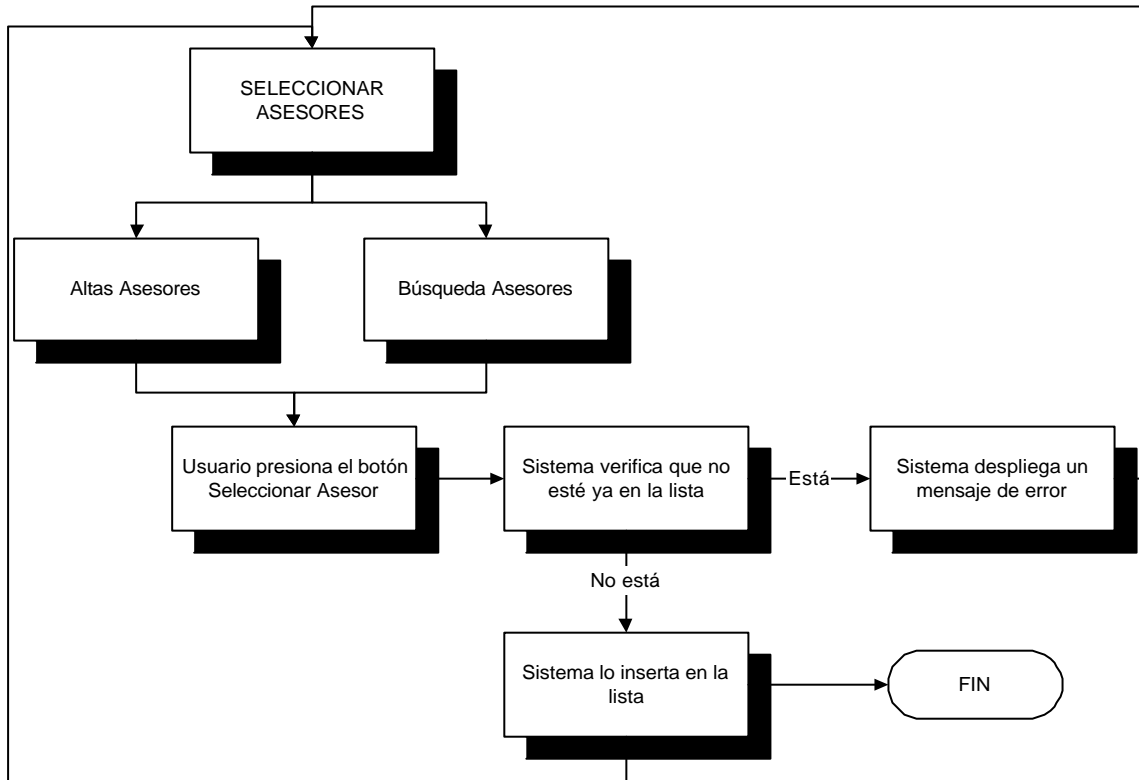 SELECCIONAR
ASESORES
Altas Asesores
Búsqueda Asesores
Usuario presiona el botón
Seleccionar Asesor
Sistema verifica que no
esté ya en la lista
Está
Sistema despliega un
mensaje de error
No está
Sistema lo inserta en la
lista
FIN